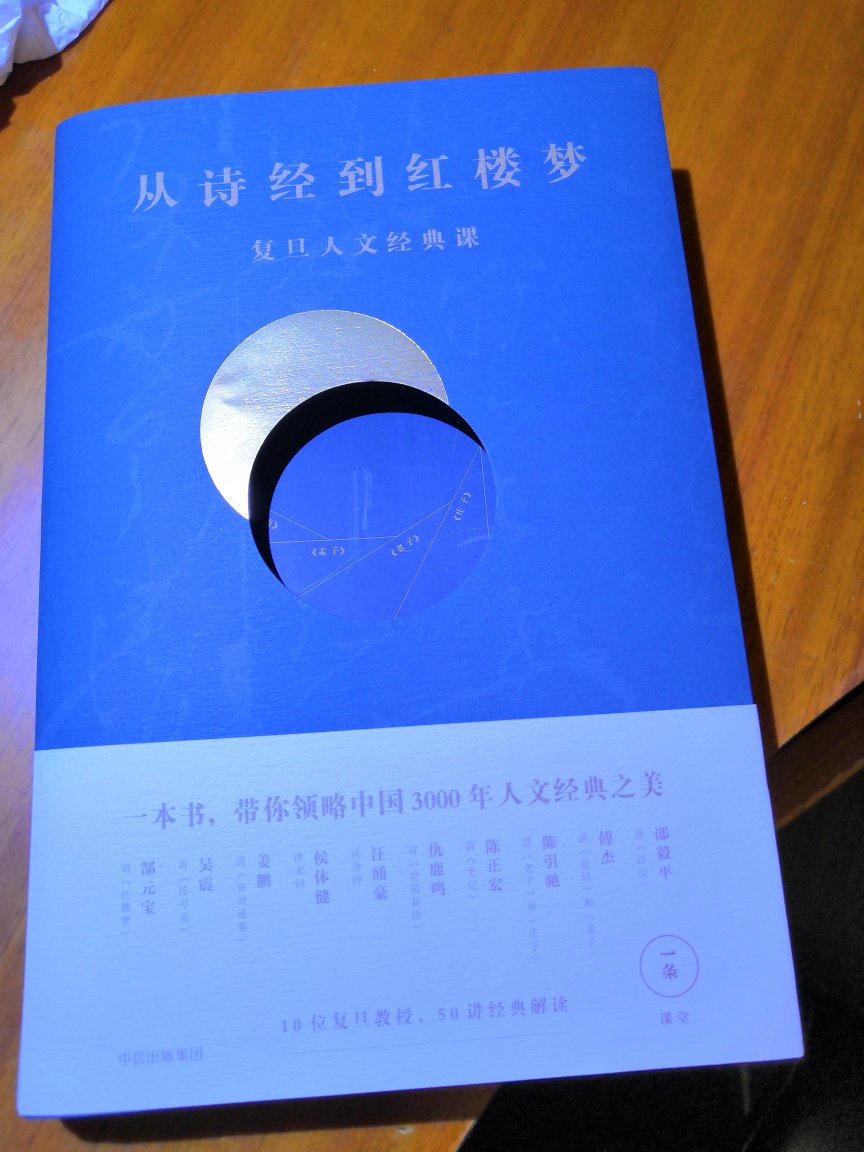 从诗经到红楼梦
复旦人文经典课
《孟子》
《老子》
《庄子》
一本书，带你领略中国3000年人文经典之美
邵毅平
讲《诗经》
傅杰
讲《论语》和《孟子》
陈引驰
讲《老子》和《庄子》
陈正宏
讲《史记》
仇鹿鸣
讲《世说新语》
汪涌豪
讲唐诗
侯体健
讲宋词
姜鹏
讲《资治通鉴》
吴震
讲《传习录》
郜元宝
讲《红楼梦》
一条
课堂
10位复旦教授，50讲经典解读
中信出版集团